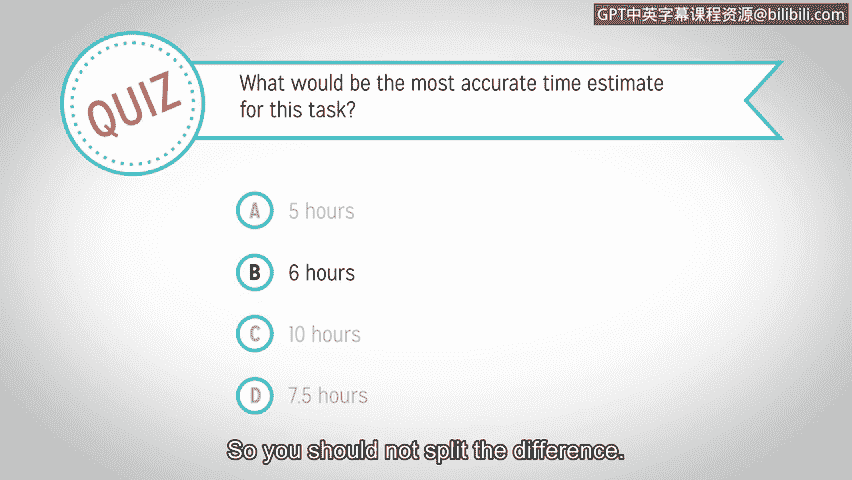 GPT中英字幕课程资源@bilibili.com
QUIZ
What would be the most accurate time estimate
for this task?
A 5 hours
B 6 hours
C 10 hours
D 7.5 hours
So you should not split the difference.